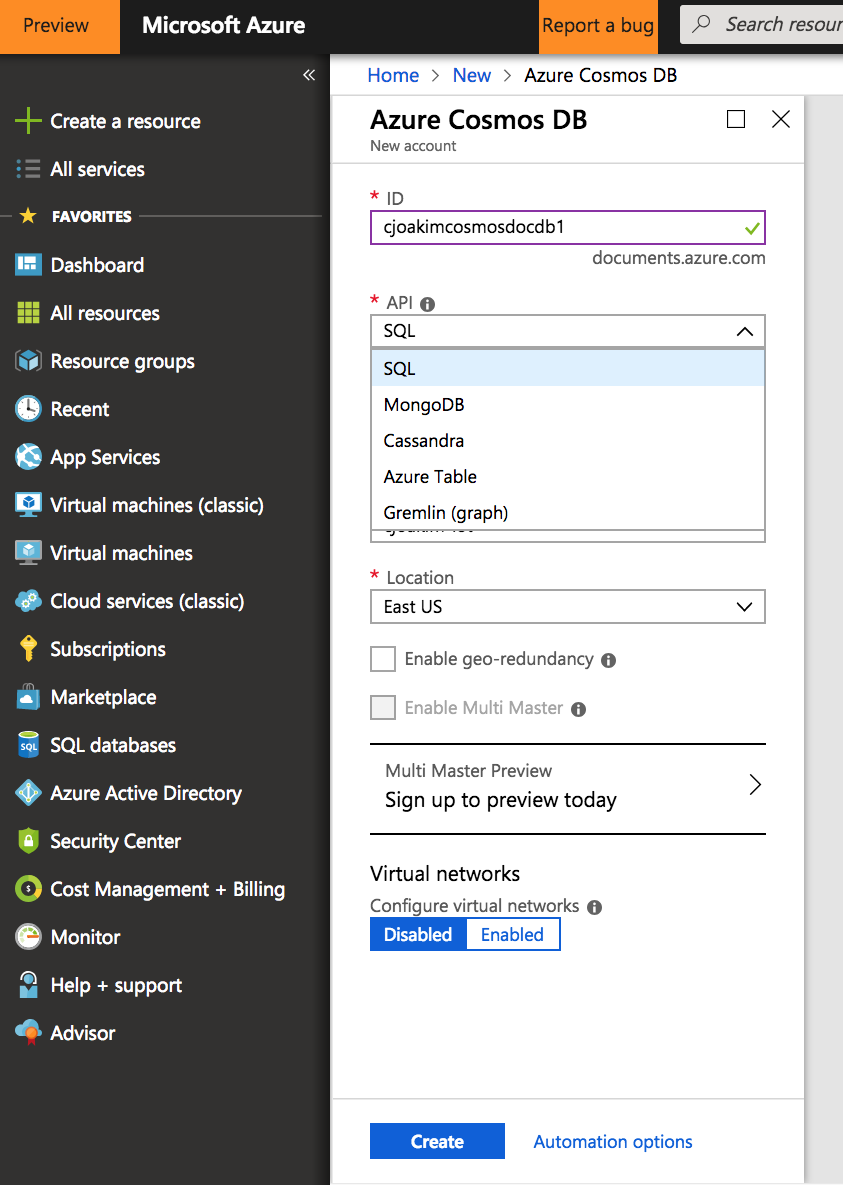 Preview
Microsoft Azure
Report a bug
Search resour
«
Home > New > Azure Cosmos DB
Create a resource
All services
FAVORITES
Dashboard
All resources
Resource groups
Recent
App Services
Virtual machines (classic)
Virtual machines
Cloud services (classic)
Subscriptions
Marketplace
SQL
SQL databases
Azure Active Directory
Security Center
Cost Management + Billing
Monitor
Help + support
Advisor
Azure Cosmos DB
New account
* ID
cjoakimcosmosdocdb1
documents.azure.com
* API
SQL
SQL
MongoDB
Cassandra
Azure Table
Gremlin (graph)
* Location
East US
Enable geo-redundancy
Enable Multi Master
Multi Master Preview
Sign up to preview today
Virtual networks
Configure virtual networks
Disabled Enabled
Create Automation options